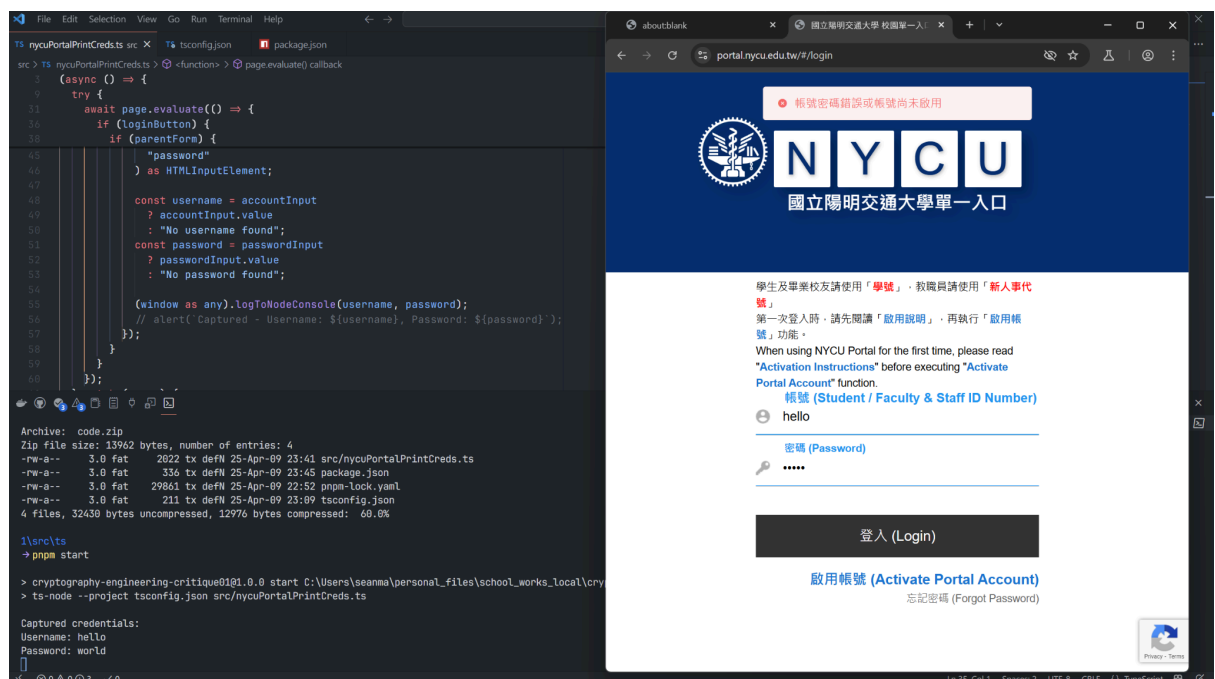 File Edit Selection View Go Run Terminal Help
TS nycuPortalPrintCreds.ts src
tsconfig.json
package.json
src > TS nycuPortalPrintCreds.ts > <function> > page.evaluate() callback
3 (async () => {
9 try {
31 await page.evaluate(() => {
36 if (loginButton) {
38 if (parentForm) {
45 "password"
46 ) as HTMLInputElement;
47
48 const username = accountInput
49 ? accountInput.value
50 : "No username found";
51 const password = passwordInput
52 ? passwordInput.value
53 : "No password found";
54
55 (window as any).logToNodeConsole(username, password);
56 // alert(`Captured - Username: ${username}, Password: ${password}`);
57 });
58 }
59 }
60 });
Archive: code.zip
Zip file size: 13962 bytes, number of entries: 4
-rw-a-- 3.0 fat 2022 tx defN 25-Apr-09 23:41 src/nycuPortalPrintCreds.ts
-rw-a-- 3.0 fat 336 tx defN 25-Apr-09 23:45 package.json
-rw-a-- 3.0 fat 29861 tx defN 25-Apr-09 22:52 pnpm-lock.yaml
-rw-a-- 3.0 fat 211 tx defN 25-Apr-09 23:09 tsconfig.json
4 files, 32430 bytes uncompressed, 12976 bytes compressed: 60.0%
1\src\ts
→ pnpm start
> cryptography-engineering-critique01@1.0.0 start C:\Users\seanma\personal_files\school_works_local\cry
> ts-node --project tsconfig.json src/nycuPortalPrintCreds.ts
Captured credentials:
Username: hello
Password: world
about:blank
國立陽明交通大學 校園單一入
portal.nycu.edu.tw/#/login
帳號密碼錯誤或帳號尚未啟用
NYCU
國立陽明交通大學單一入口
學生及畢業校友請使用「學號」，教職員請使用「新人事代
號」
第一次登入時，請先閱讀「啟用說明」，再執行「啟用帳
號」功能。
When using NYCU Portal for the first time, please read
"Activation Instructions" before executing "Activate
Portal Account" function.
帳號 (Student / Faculty & Staff ID Number)
hello
密碼 (Password)
•••••
登入 (Login)
啟用帳號 (Activate Portal Account)
忘記密碼 (Forgot Password)
Privacy - Terms